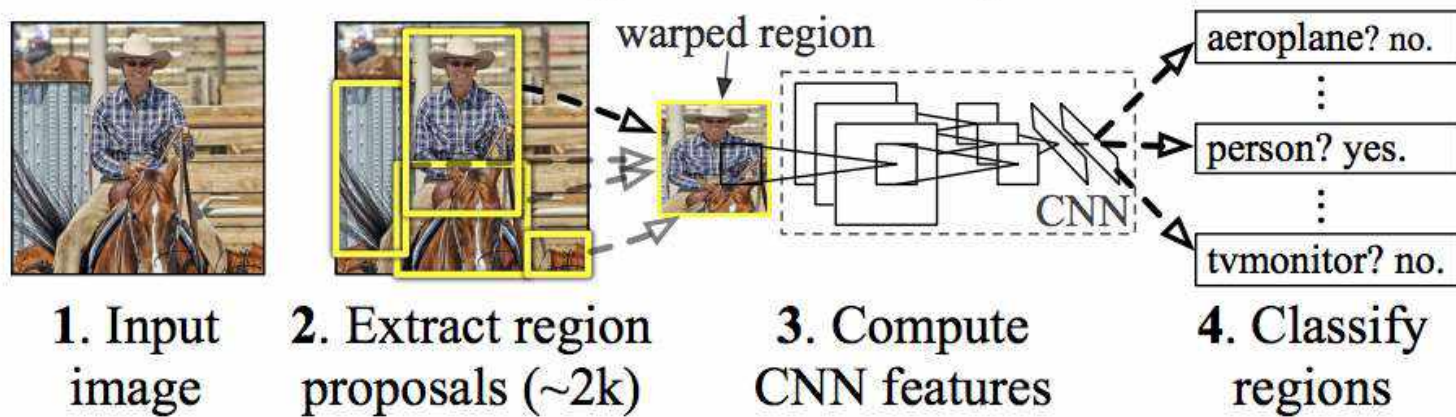 warped region
aeroplane? no.
person? yes.
CNN
tvmonitor? no.
1. Input
image
2. Extract region
proposals (~2k)
3. Compute
CNN features
4. Classify
regions